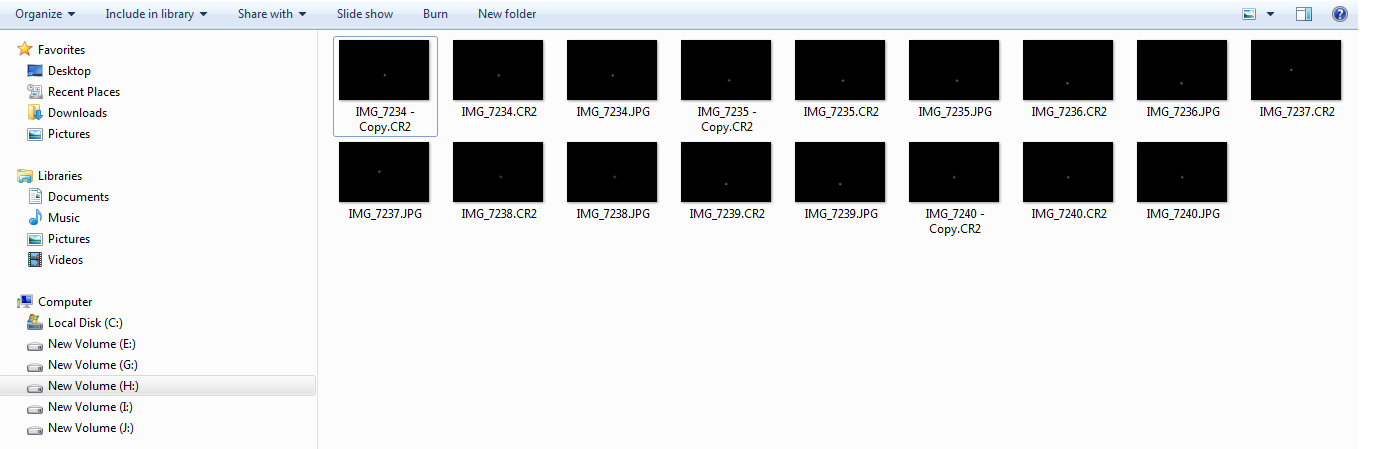 Organize Include in library Share with Slide show Burn New folder
Favorites
Desktop
Recent Places
Downloads
Pictures
Libraries
Documents
Music
Pictures
Videos
Computer
Local Disk (C:)
New Volume (E:)
New Volume (G:)
New Volume (H:)
New Volume (I:)
New Volume (J:)
IMG_7234 - IMG_7234.CR2 IMG_7234.JPG IMG_7235 - IMG_7235.CR2 IMG_7235.JPG IMG_7236.CR2 IMG_7236.JPG IMG_7237.CR2
Copy.CR2 Copy.CR2
IMG_7237.JPG IMG_7238.CR2 IMG_7238.JPG IMG_7239.CR2 IMG_7239.JPG IMG_7240 - IMG_7240.CR2 IMG_7240.JPG
Copy.CR2